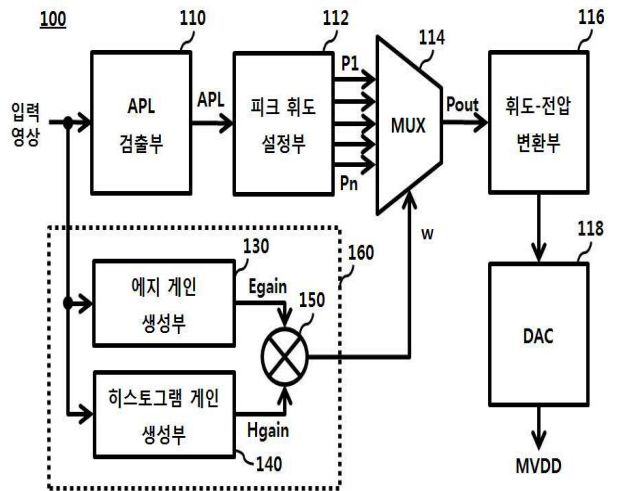 100
110
112
114
116
입력
영상
APL
검출부
APL
피크 휘도
설정부
P1
Pn
MUX
Pout
휘도-전압
변환부
w
118
130
160
에지 게인
생성부
Egain
150
DAC
히스토그램 게인
생성부
Hgain
140
MVDD